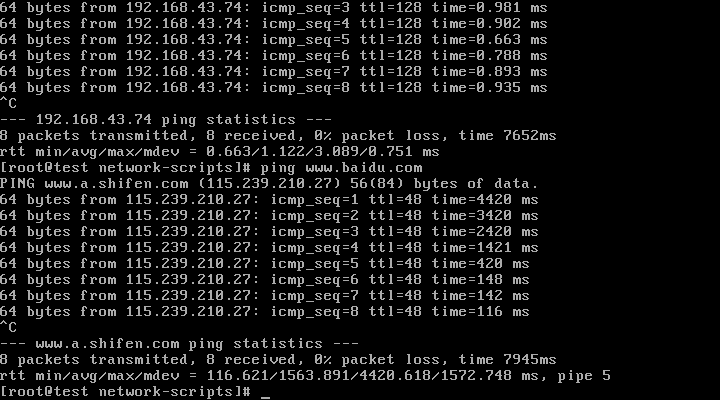 64 bytes from 192.168.43.74: icmp_seq=3 ttl=128 time=0.981 ms
64 bytes from 192.168.43.74: icmp_seq=4 ttl=128 time=0.902 ms
64 bytes from 192.168.43.74: icmp_seq=5 ttl=128 time=0.663 ms
64 bytes from 192.168.43.74: icmp_seq=6 ttl=128 time=0.788 ms
64 bytes from 192.168.43.74: icmp_seq=7 ttl=128 time=0.893 ms
64 bytes from 192.168.43.74: icmp_seq=8 ttl=128 time=0.935 ms
^C
--- 192.168.43.74 ping statistics ---
8 packets transmitted, 8 received, 0% packet loss, time 7652ms
rtt min/avg/max/mdev = 0.663/1.122/3.089/0.751 ms
[root@test network-scripts]# ping www.baidu.com
PING www.a.shifen.com (115.239.210.27) 56(84) bytes of data.
64 bytes from 115.239.210.27: icmp_seq=1 ttl=48 time=4420 ms
64 bytes from 115.239.210.27: icmp_seq=2 ttl=48 time=3420 ms
64 bytes from 115.239.210.27: icmp_seq=3 ttl=48 time=2420 ms
64 bytes from 115.239.210.27: icmp_seq=4 ttl=48 time=1421 ms
64 bytes from 115.239.210.27: icmp_seq=5 ttl=48 time=420 ms
64 bytes from 115.239.210.27: icmp_seq=6 ttl=48 time=148 ms
64 bytes from 115.239.210.27: icmp_seq=7 ttl=48 time=142 ms
64 bytes from 115.239.210.27: icmp_seq=8 ttl=48 time=116 ms
^C
--- www.a.shifen.com ping statistics ---
8 packets transmitted, 8 received, 0% packet loss, time 7945ms
rtt min/avg/max/mdev = 116.621/1563.891/4420.618/1572.748 ms, pipe 5
[root@test network-scripts]# _